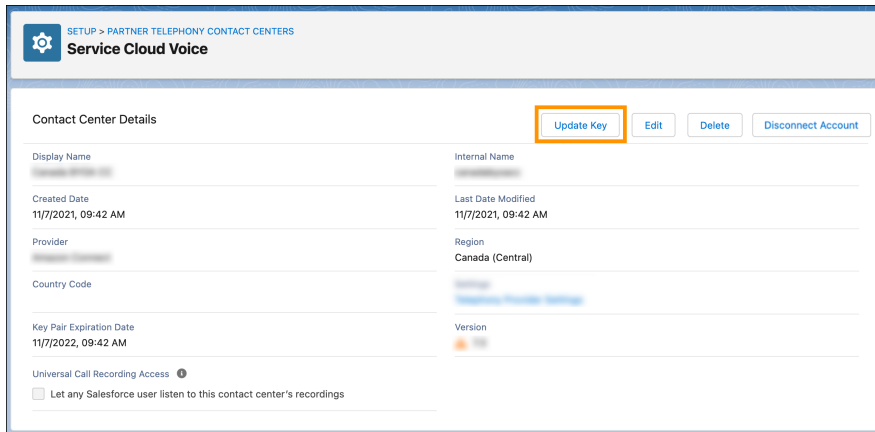 SETUP > PARTNER TELEPHONY CONTACT CENTERS
Service Cloud Voice
Contact Center Details
Update Key
Edit
Delete
Disconnect Account
Display Name
Internal Name
Created Date
11/7/2021, 09:42 AM
Last Date Modified
11/7/2021, 09:42 AM
Provider
Region
Canada (Central)
Country Code
Key Pair Expiration Date
11/7/2022, 09:42 AM
Version
Universal Call Recording Access
Let any Salesforce user listen to this contact center's recordings